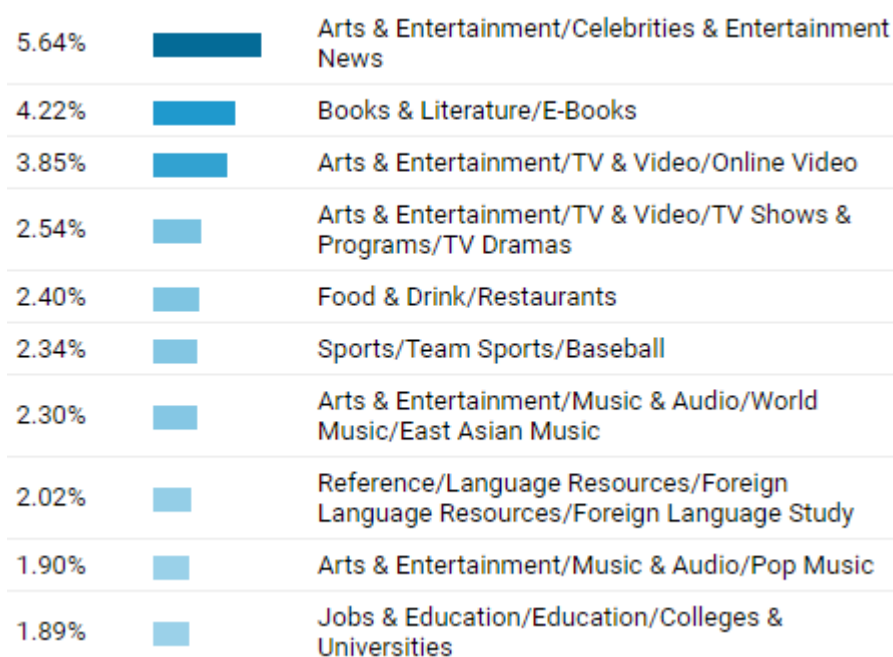 5.64%
Arts & Entertainment/Celebrities & Entertainment
News
4.22%
Books & Literature/E-Books
3.85%
Arts & Entertainment/TV & Video/Online Video
2.54%
Arts & Entertainment/TV & Video/TV Shows &
Programs/TV Dramas
2.40%
Food & Drink/Restaurants
2.34%
Sports/Team Sports/Baseball
2.30%
Arts & Entertainment/Music & Audio/World
Music/East Asian Music
2.02%
Reference/Language Resources/Foreign
Language Resources/Foreign Language Study
1.90%
Arts & Entertainment/Music & Audio/Pop Music
1.89%
Jobs & Education/Education/Colleges &
Universities